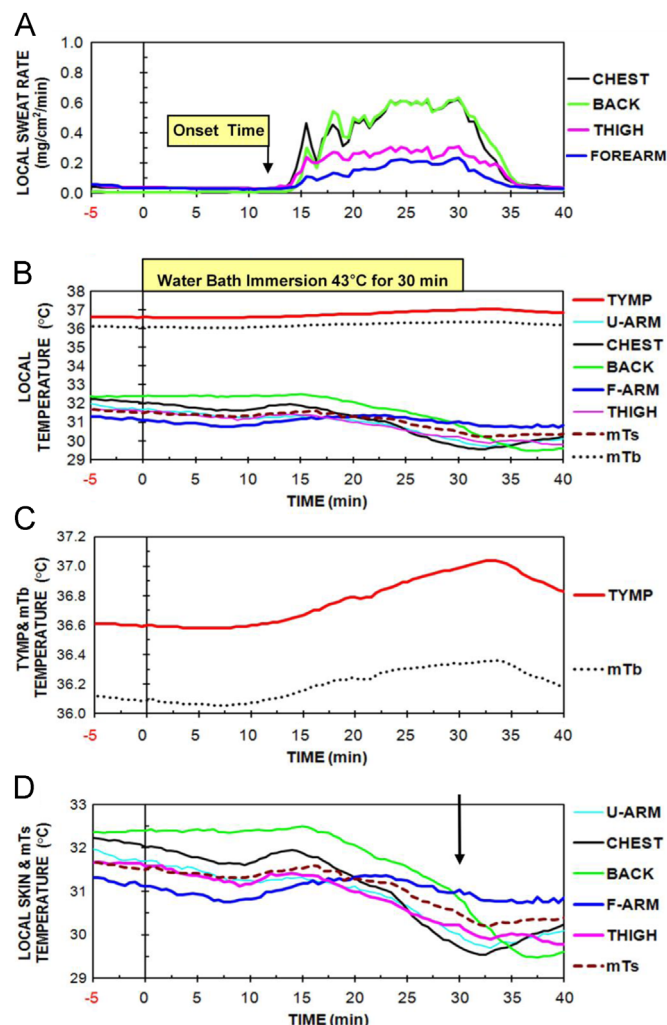 A
LOCAL SWEAT RATE
(mg/cm²/min)
1.0
0.8
0.6
0.4
0.2
0.0
Onset Time
CHEST
BACK
THIGH
FOREARM
-5 0 5 10 15 20 25 30 35 40
B
Water Bath Immersion 43°C for 30 min
LOCAL
TEMPERATURE (°C)
38
37
36
35
34
33
32
31
30
29
TYMP
U-ARM
CHEST
BACK
F-ARM
THIGH
mTs
mTb
-5 0 5 10 15 20 25 30 35 40
TIME (min)
C
TYMP& mTb
TEMPERATURE (°C)
37.2
37.0
36.8
36.6
36.4
36.2
36.0
TYMP
mTb
-5 0 5 10 15 20 25 30 35 40
TIME (min)
D
LOCAL SKIN & mTs
TEMPERATURE (°C)
33
32
31
30
29
U-ARM
CHEST
BACK
F-ARM
THIGH
mTs
-5 0 5 10 15 20 25 30 35 40
TIME (min)